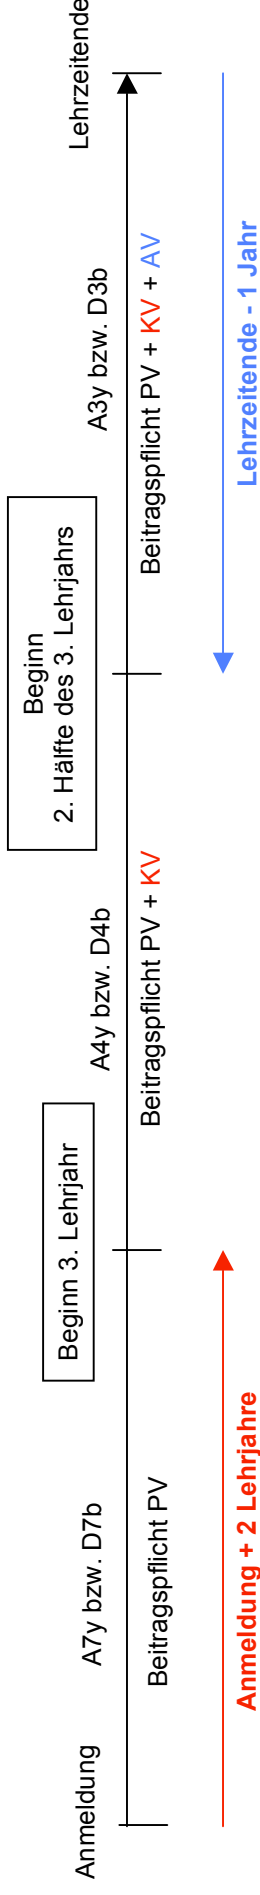 Anmeldung
A7y bzw. D7b
Beitragspflicht PV
Beginn 3. Lehrjahr
A4y bzw. D4b
Beitragspflicht PV + KV
Beginn
2. Hälfte des 3. Lehrjahrs
A3y bzw. D3b
Beitragspflicht PV + KV + AV
Lehrzeitende
Anmeldung + 2 Lehrjahre
Lehrzeitende - 1 Jahr